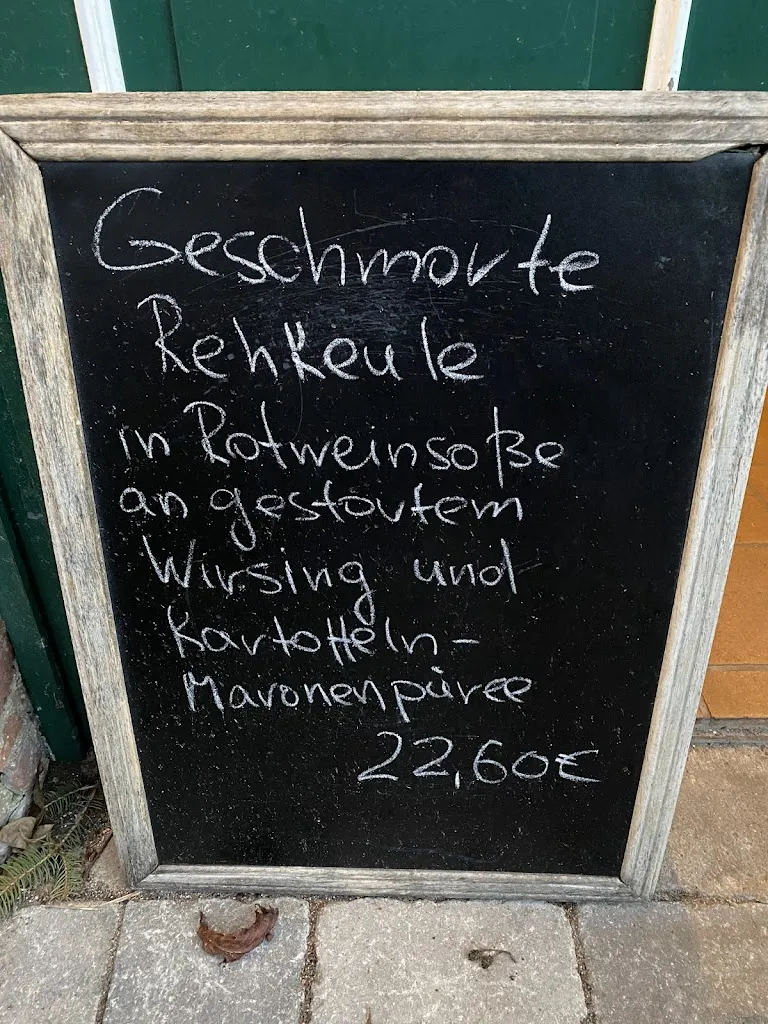 Geschmorte
Rehkeule
in Rotweinsoße
an gestovtem
Wirsing und
Kartoffeln-
Maronenpüree
22,60€